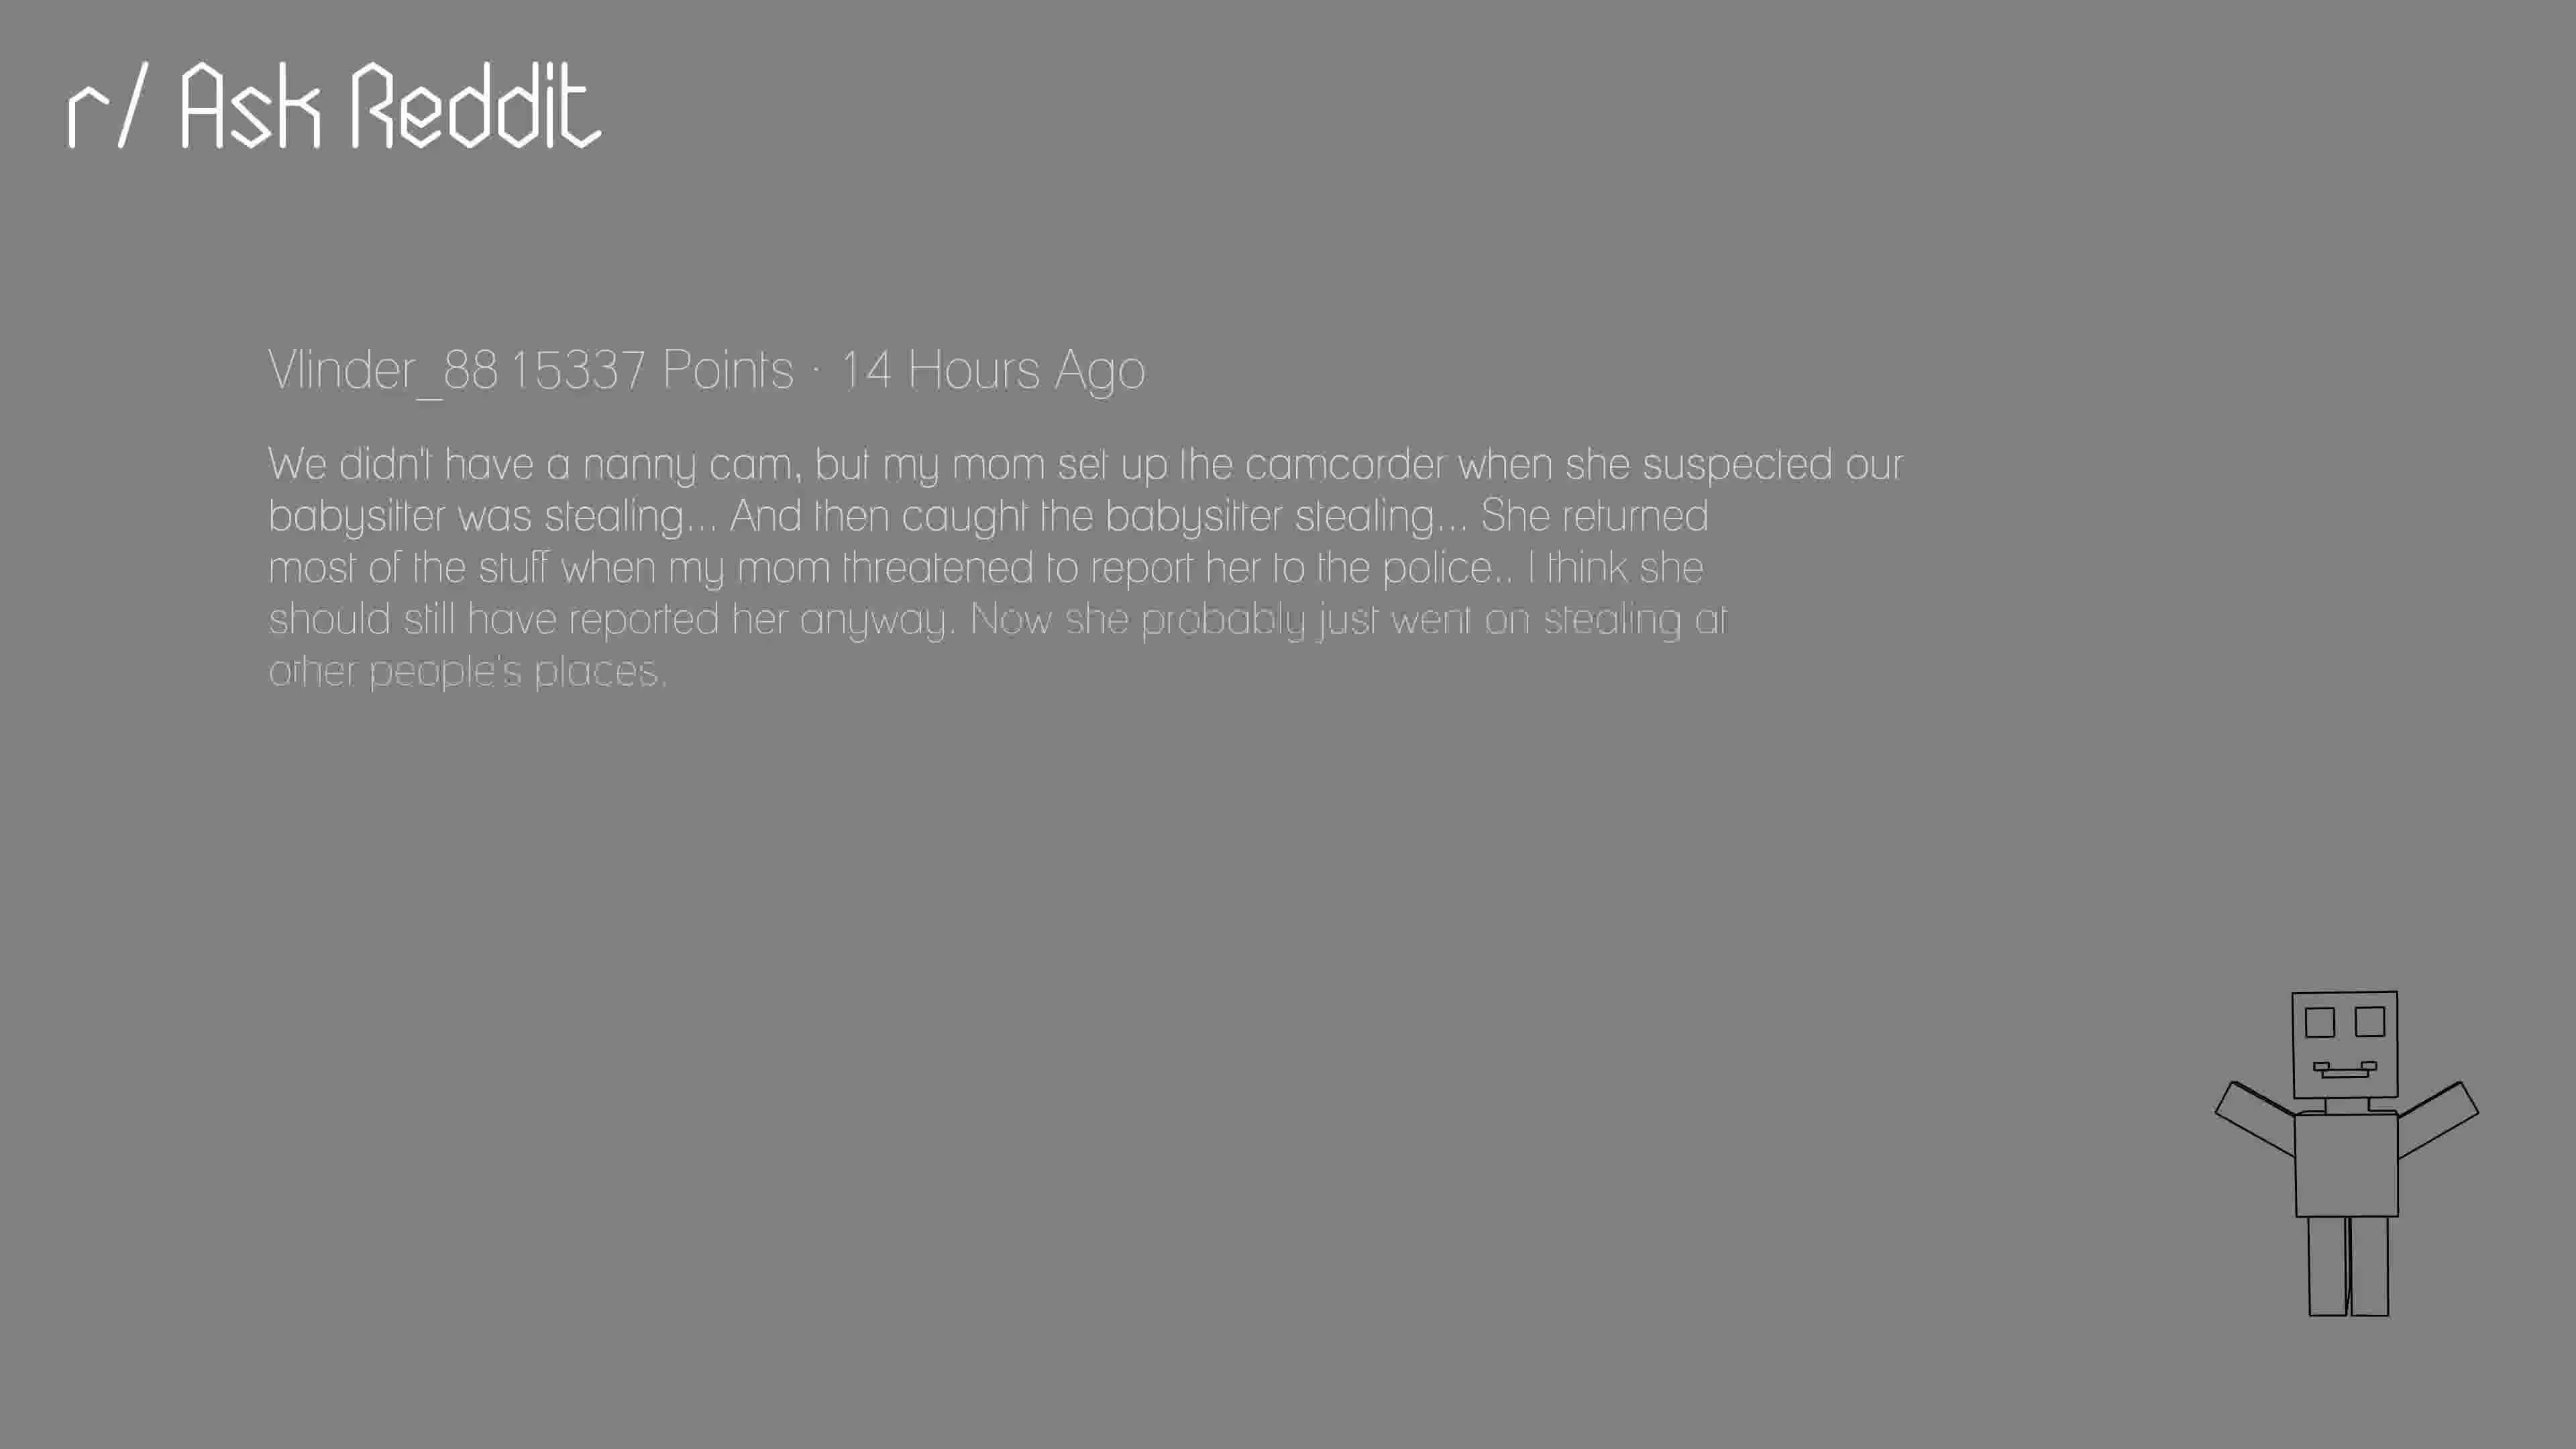 r/ Ask Reddit
Vlinder_88 15337 Points · 14 Hours Ago
We didn't have a nanny cam, but my mom set up the camcorder when she suspected our
babysitter was stealing... And then caught the babysitter stealing... She returned
most of the stuff when my mom threatened to report her to the police.. I think she
should still have reported her anyway. Now she probably just went on stealing at
other people's places.